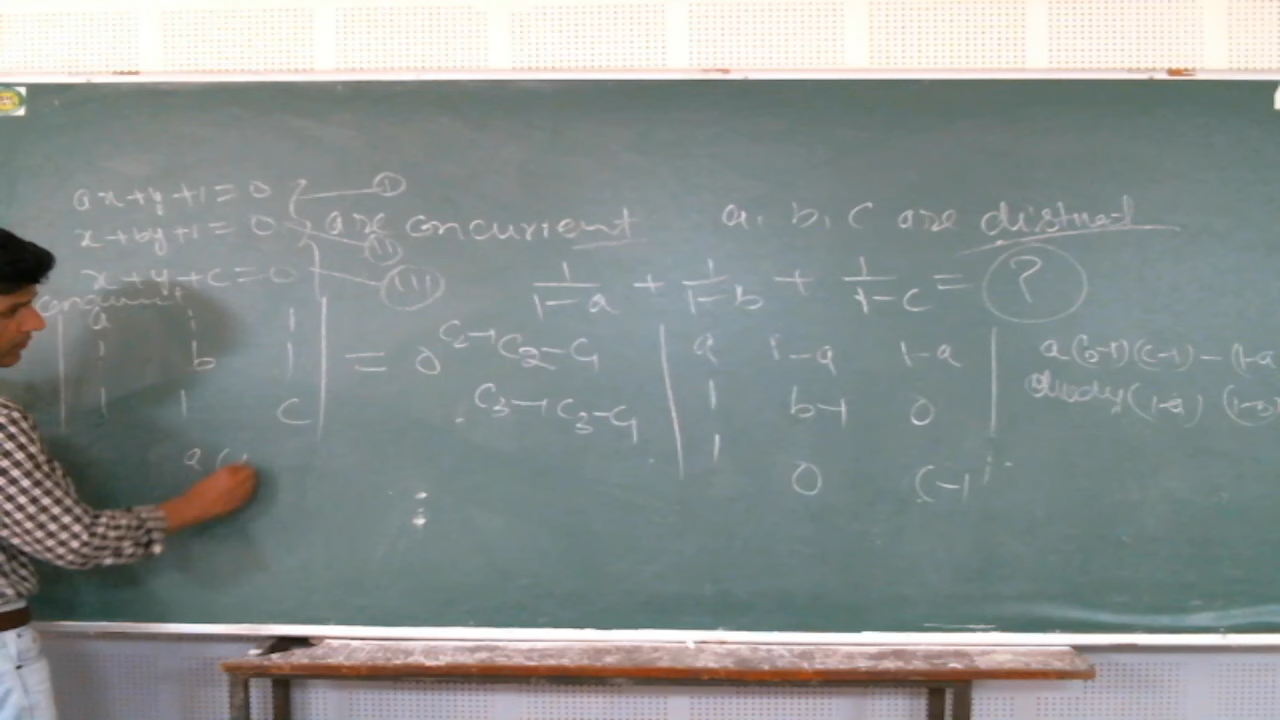 ax+y+1=0 (I)
x+by+1=0 are concurrent a, b, c are distinct
(II)
x+y+c=0 (III)
1/(1-a) + 1/(1-b) + 1/(1-c) = ?
| a 1 1 |
| 1 b 1 | = 0
| 1 1 c |
C2→C2-C1
C3→C3-C1
| a 1-a 1-a |
| 1 b-1 0 |
| 1 0 c-1 |
a(b-1)(c-1)-(1-a
(1-a) (1-b)
a(